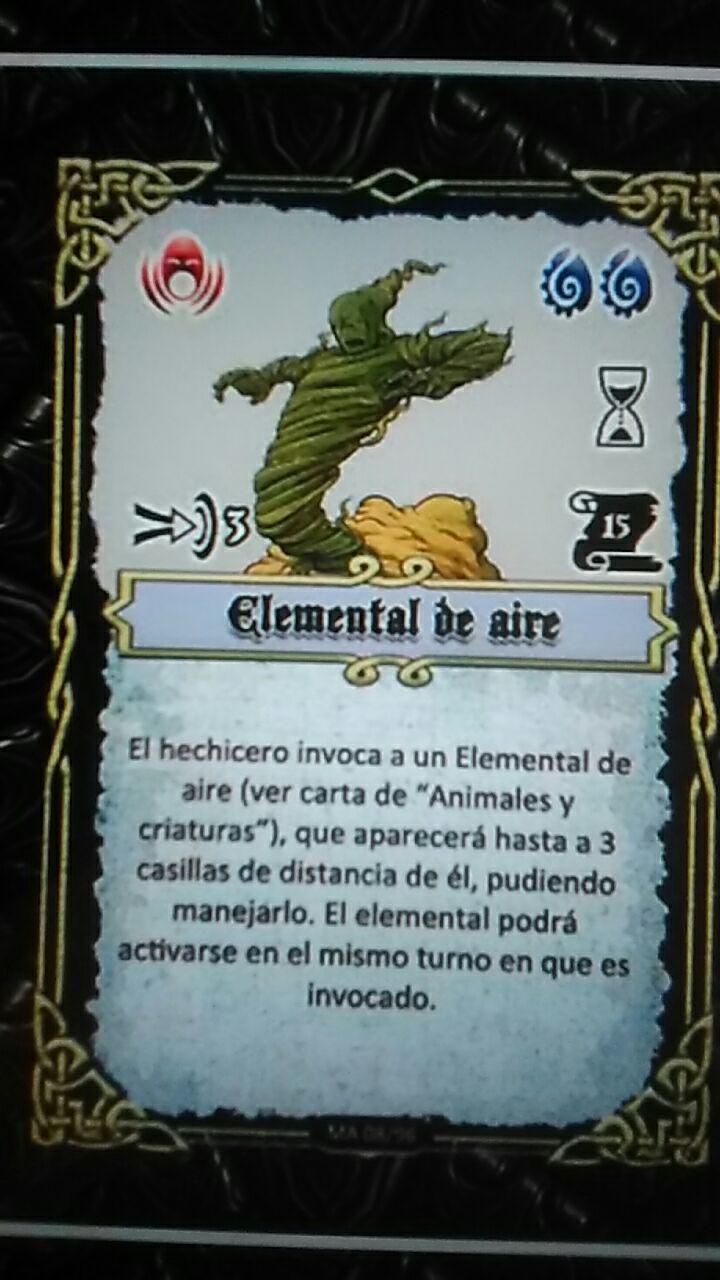 3
15
Elemental de aire
El hechicero invoca a un Elemental de
aire (ver carta de "Animales y
criaturas"), que aparecerá hasta a 3
casillas de distancia de él, pudiendo
manejarlo. El elemental podrá
activarse en el mismo turno en que es
invocado.